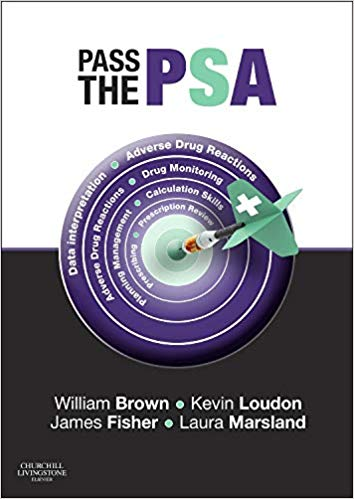 PASS
THE PSA
Data interpretation • Adverse Drug Reactions
Adverse Drug Reactions • Drug Monitoring
Planning Management • Calculation Skills
Prescribing • Prescription Review
William Brown • Kevin Loudon
James Fisher • Laura Marsland
CHURCHILL
LIVINGSTONE
ELSEVIER